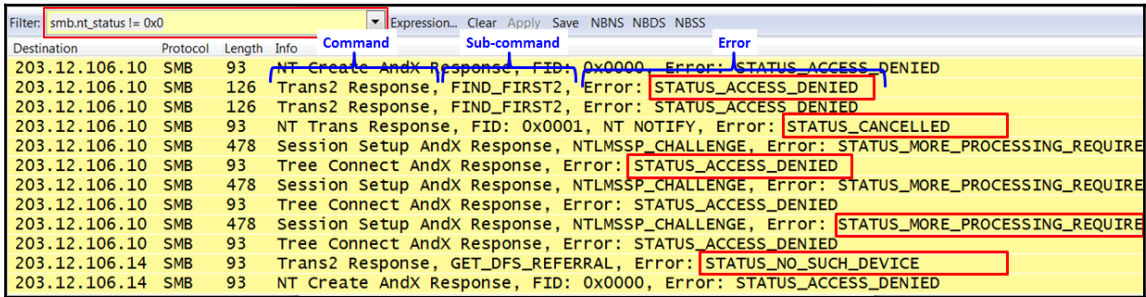 Filter: smb.nt_status != 0x0 Expression... Clear Apply Save NBNS NBDS NBSS
Command Sub-command Error
Destination Protocol Length Info
203.12.106.10 SMB 93 NT Create AndX Response, FID: 0x0000, Error: STATUS_ACCESS_DENIED
203.12.106.10 SMB 126 Trans2 Response, FIND_FIRST2, Error: STATUS_ACCESS_DENIED
203.12.106.10 SMB 126 Trans2 Response, FIND_FIRST2, Error: STATUS_ACCESS_DENIED
203.12.106.10 SMB 93 NT Trans Response, FID: 0x0001, NT NOTIFY, Error: STATUS_CANCELLED
203.12.106.10 SMB 478 Session Setup AndX Response, NTLMSSP_CHALLENGE, Error: STATUS_MORE_PROCESSING_REQUIRE
203.12.106.10 SMB 93 Tree Connect AndX Response, Error: STATUS_ACCESS_DENIED
203.12.106.10 SMB 478 Session Setup AndX Response, NTLMSSP_CHALLENGE, Error: STATUS_MORE_PROCESSING_REQUIRE
203.12.106.10 SMB 93 Tree Connect AndX Response, Error: STATUS_ACCESS_DENIED
203.12.106.10 SMB 478 Session Setup AndX Response, NTLMSSP_CHALLENGE, Error: STATUS_MORE_PROCESSING_REQUIRE
203.12.106.10 SMB 93 Tree Connect AndX Response, Error: STATUS_ACCESS_DENIED
203.12.106.14 SMB 93 Trans2 Response, GET_DFS_REFERRAL, Error: STATUS_NO_SUCH_DEVICE
203.12.106.14 SMB 93 NT Create AndX Response, FID: 0x0000, Error: STATUS_ACCESS_DENIED